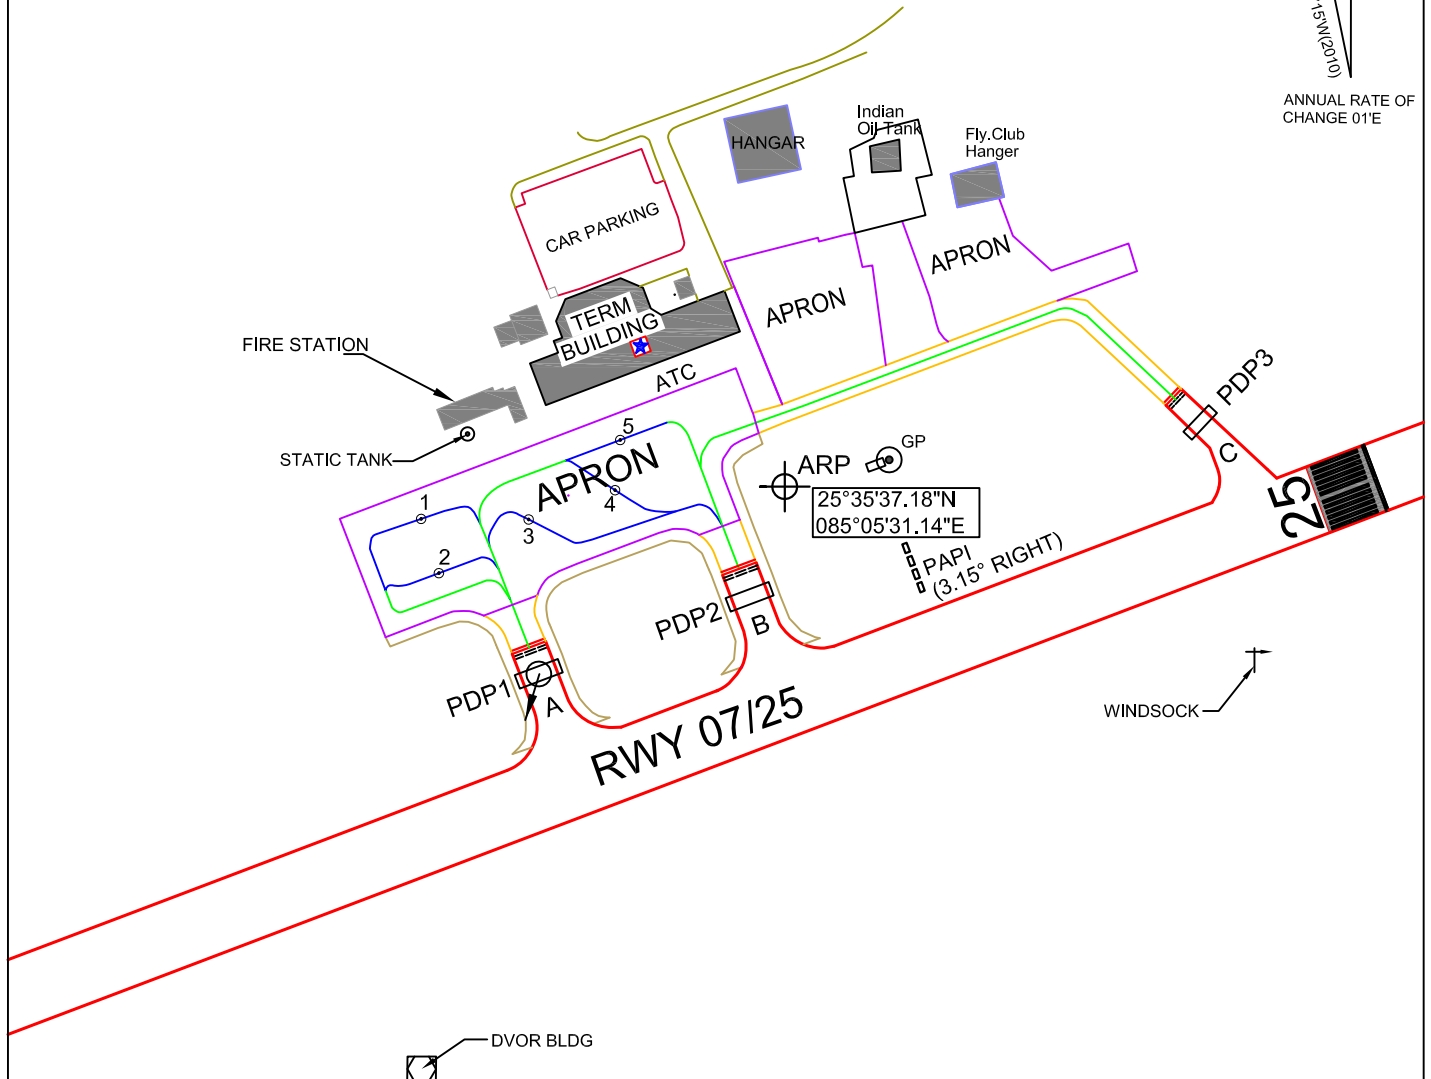 °15'W(2010)
ANNUAL RATE OF
CHANGE 01'E
Indian
Oil Tank
Fly.Club
Hanger
HANGAR
CAR PARKING
APRON
APRON
TERM
BUILDING
FIRE STATION
ATC
PDP3
STATIC TANK
5
APRON
1
4
3
2
GP
ARP
C
25°35'37.18"N
085°05'31.14"E
25
PAPI
(3.15° RIGHT)
PDP2
B
PDP1
A
RWY 07/25
WINDSOCK
DVOR BLDG